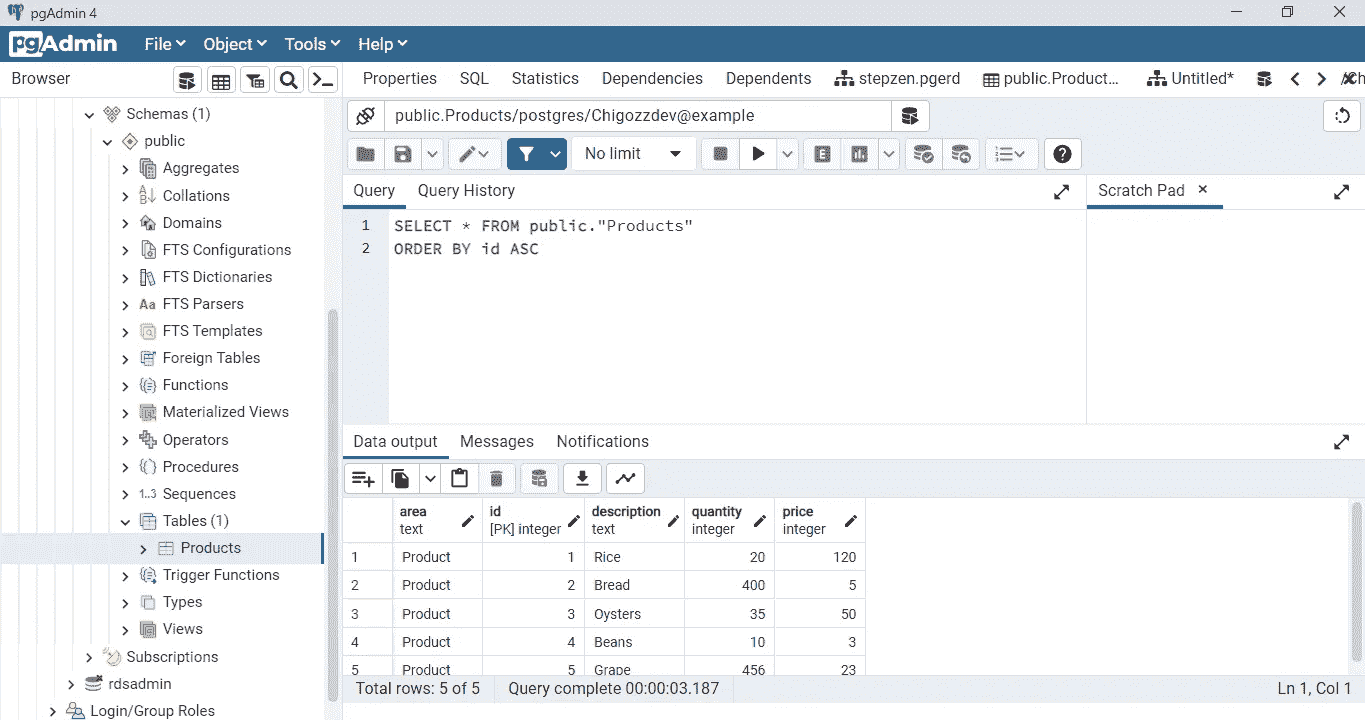 pgAdmin 4
pgAdmin File Object Tools Help
Browser
Properties SQL Statistics Dependencies Dependents stepzen.pgerd public.Product... Untitled*
Schemas (1)
public
Aggregates
Collations
Domains
FTS Configurations
FTS Dictionaries
Aa FTS Parsers
FTS Templates
Foreign Tables
Functions
Materialized Views
Operators
Procedures
1..3 Sequences
Tables (1)
Products
Trigger Functions
Types
Views
Subscriptions
rdsadmin
Login/Group Roles
public.Products/postgres/Chigozzdev@example
No limit
Query Query History
Scratch Pad
1 SELECT * FROM public."Products"
2 ORDER BY id ASC
Data output Messages Notifications
area id description quantity price
text [PK] integer text integer integer
1 Product 1 Rice 20 120
2 Product 2 Bread 400 5
3 Product 3 Oysters 35 50
4 Product 4 Beans 10 3
5 Product 5 Grape 456 23
Total rows: 5 of 5 Query complete 00:00:03.187 Ln 1, Col 1